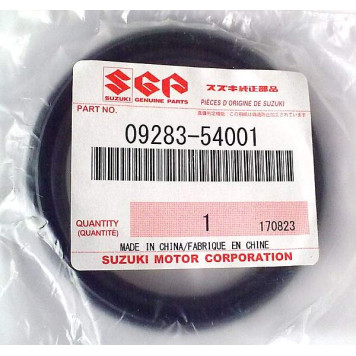 SGP
スズキ純正部品
SUZUKI GENUINE PARTS
PIÈCES D'ORIGINE DE SUZUKI
PART NO.
09283-54001
QUANTITY
(QUANTITÉ)
1
170823
MADE IN CHINA/FABRIQUE EN CHINE
SUZUKI MOTOR CORPORATION